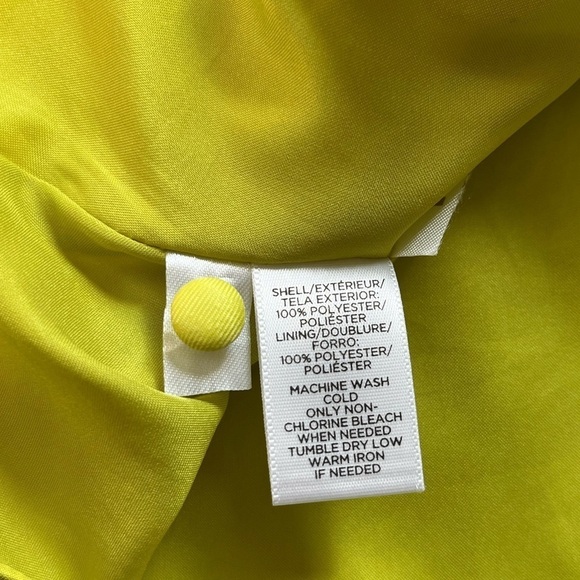 SHELL/EXTÉRIEUR/
TELA EXTERIOR:
100% POLYESTER/
POLIÉSTER
LINING/DOUBLURE/
FORRO:
100% POLYESTER/
POLIÉSTER
MACHINE WASH
COLD
ONLY NON-
CHLORINE BLEACH
WHEN NEEDED
TUMBLE DRY LOW
WARM IRON
IF NEEDED